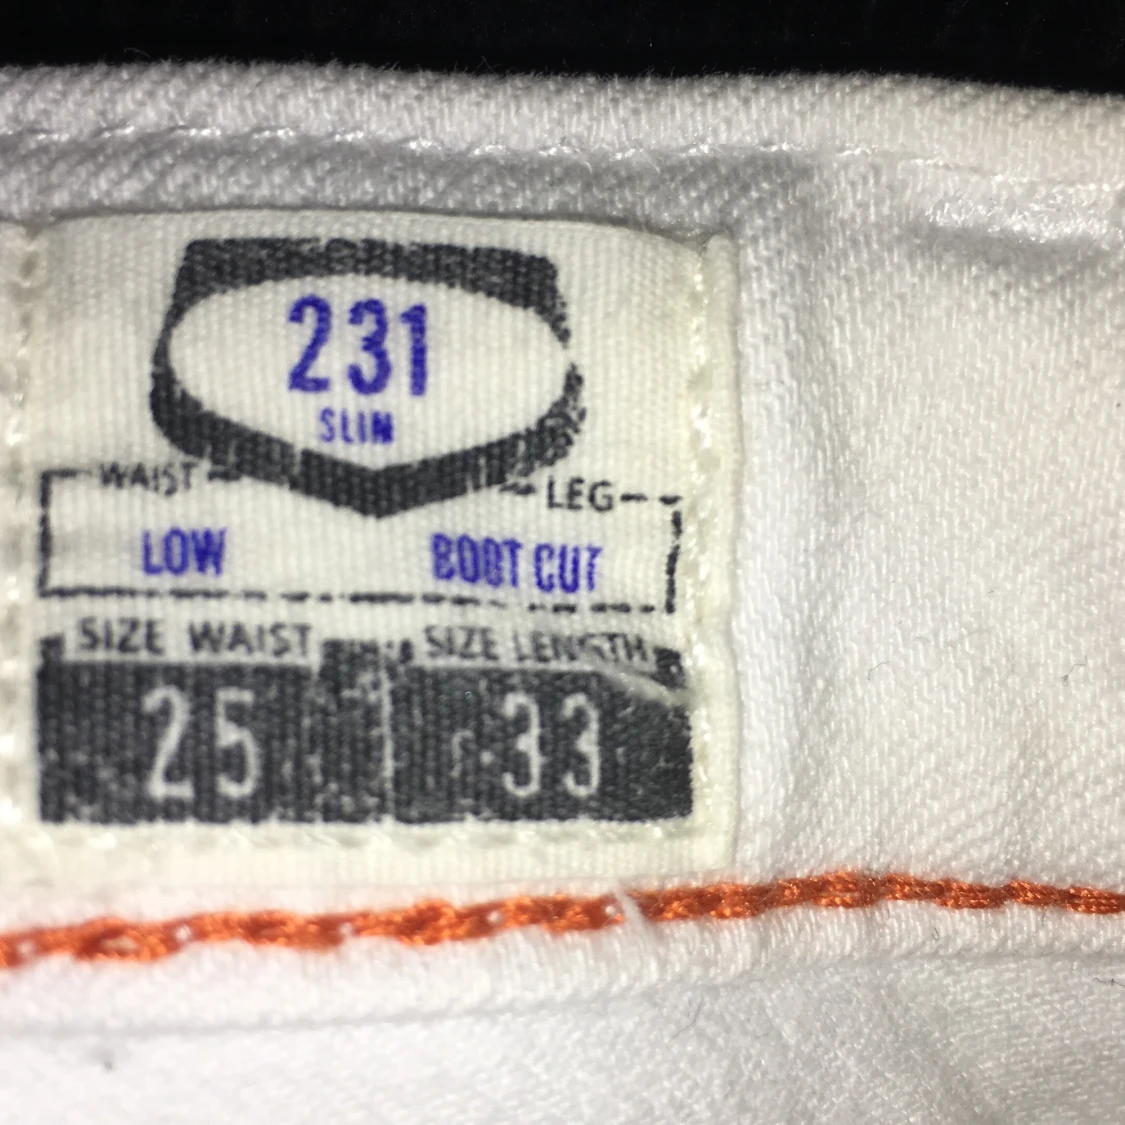 231
SLIM
WAIST LEG
LOW BOOT CUT
SIZE WAIST SIZE LENGTH
25 33